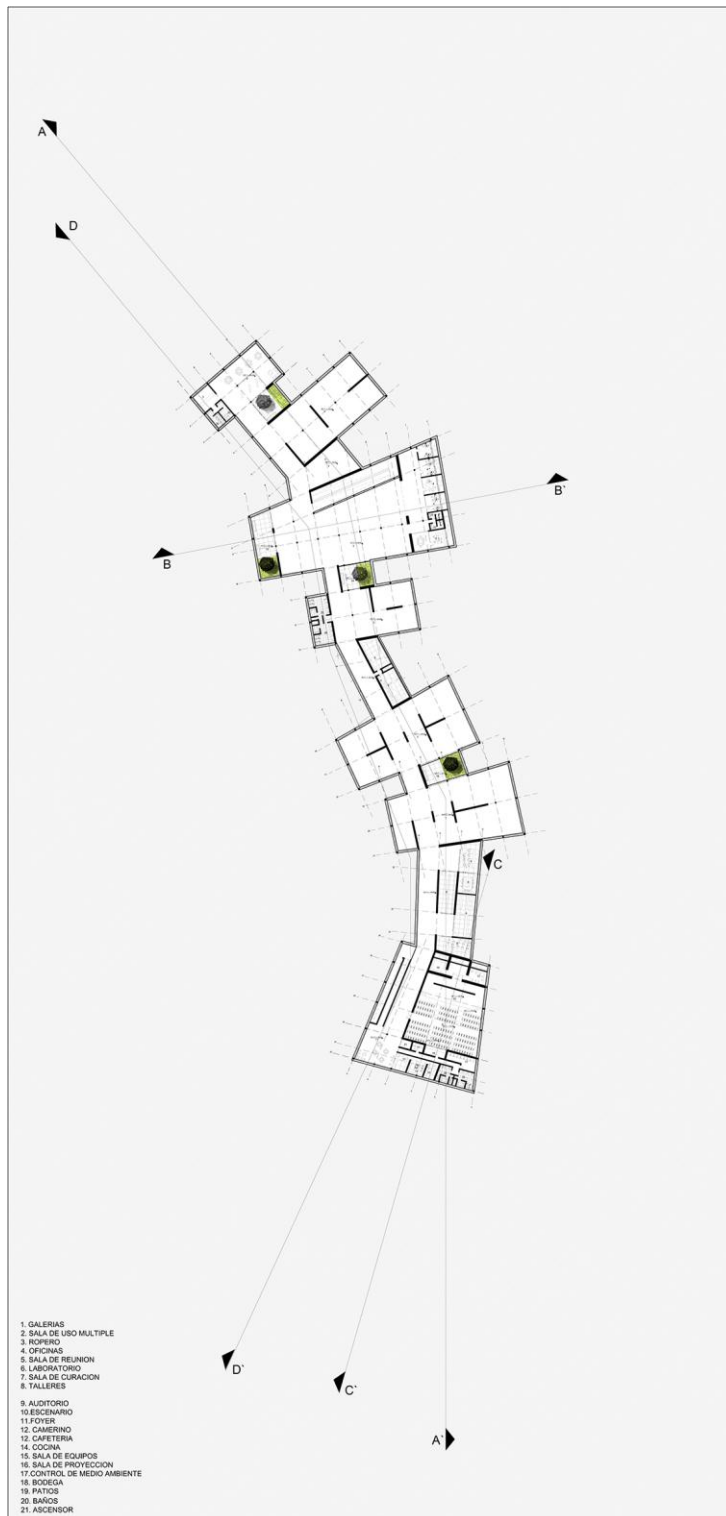 A
D
B`
B
C
D`
C`
A`
1. GALERIAS
2. SALA DE USO MULTIPLE
3. ROPERO
4. OFICINAS
5. SALA DE REUNION
6. LABORATORIO
7. SALA DE CURACION
8. TALLERES
9. AUDITORIO
10.ESCENARIO
11.FOYER
12. CAMERINO
12. CAFETERIA
14. COCINA
15. SALA DE EQUIPOS
16. SALA DE PROYECCION
17.CONTROL DE MEDIO AMBIENTE
18. BODEGA
19. PATIOS
20. BAÑOS
21. ASCENSOR